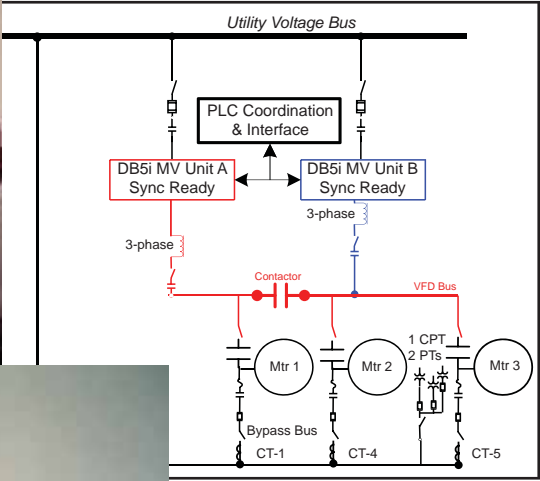 Utility Voltage Bus
PLC Coordination
& Interface
DB5i MV Unit A
Sync Ready
DB5i MV Unit B
Sync Ready
3-phase
3-phase
Contactor
VFD Bus
1 CPT
2 PTs
Mtr 1
Mtr 2
Mtr 3
Bypass Bus
CT-1
CT-4
CT-5